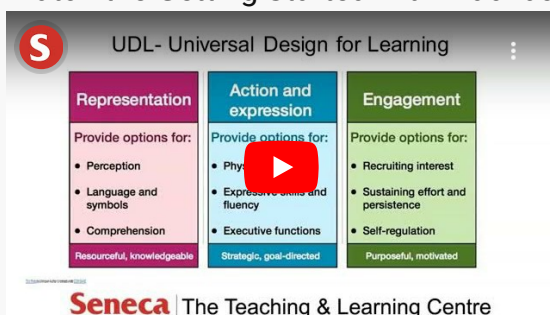 S
UDL- Universal Design for Learning
Representation
Provide options for:
• Perception
• Language and
symbols
• Comprehension
Resourceful, knowledgeable
Action and
expression
Provide options for:
• Expressive skills and
fluency
• Executive functions
Strategic, goal-directed
Engagement
Provide options for:
• Recruiting interest
• Sustaining effort and
persistence
• Self-regulation
Purposeful, motivated
Seneca | The Teaching & Learning Centre